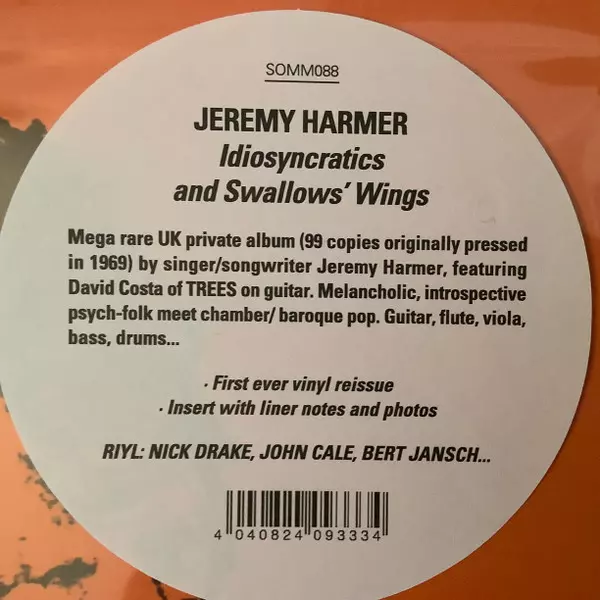 SOMM088
JEREMY HARMER
Idiosyncratics
and Swallows' Wings
Mega rare UK private album (99 copies originally pressed
in 1969) by singer/songwriter Jeremy Harmer, featuring
David Costa of TREES on guitar. Melancholic, introspective
psych-folk meet chamber/ baroque pop. Guitar, flute, viola,
bass, drums...
· First ever vinyl reissue
· Insert with liner notes and photos
RIYL: NICK DRAKE, JOHN CALE, BERT JANSCH...
4 040824 093334